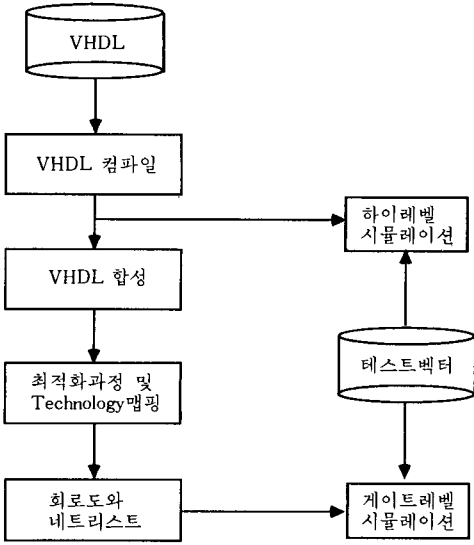 VHDL
VHDL 컴파일
하이레벨
시뮬레이션
VHDL 합성
테스트벡터
최적화과정 및
Technology맵핑
회로도와
네트리스트
게이트레벨
시뮬레이션